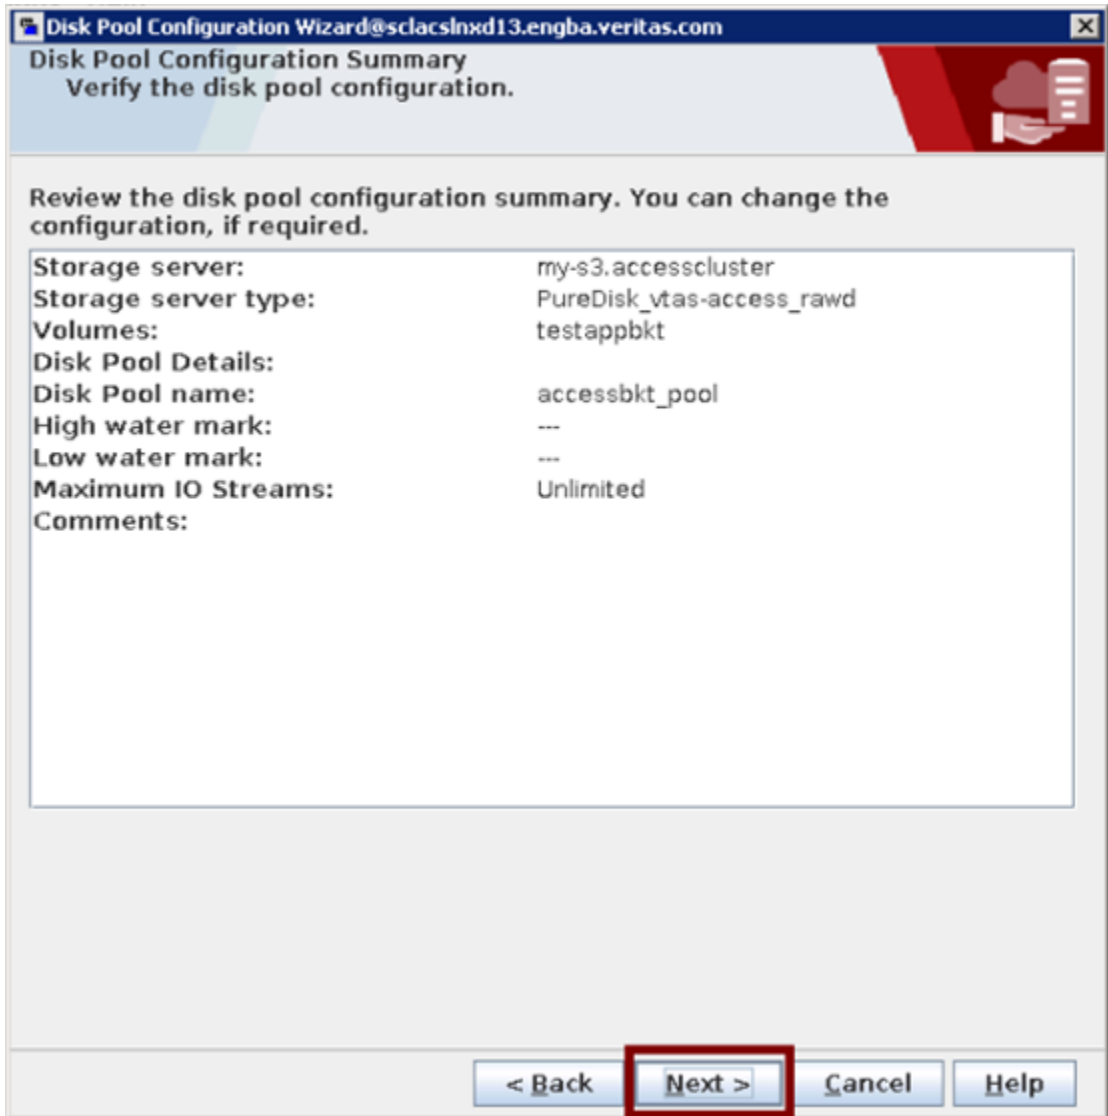 Disk Pool Configuration Wizard@sclacslnxd13.engba.veritas.com
Disk Pool Configuration Summary
Verify the disk pool configuration.
Review the disk pool configuration summary. You can change the
configuration, if required.
Storage server: my-s3.accesscluster
Storage server type: PureDisk_vtas-access_rawd
Volumes: testappbkt
Disk Pool Details:
Disk Pool name: accessbkt_pool
High water mark: ---
Low water mark: ---
Maximum IO Streams: Unlimited
Comments:
< Back Next > Cancel Help